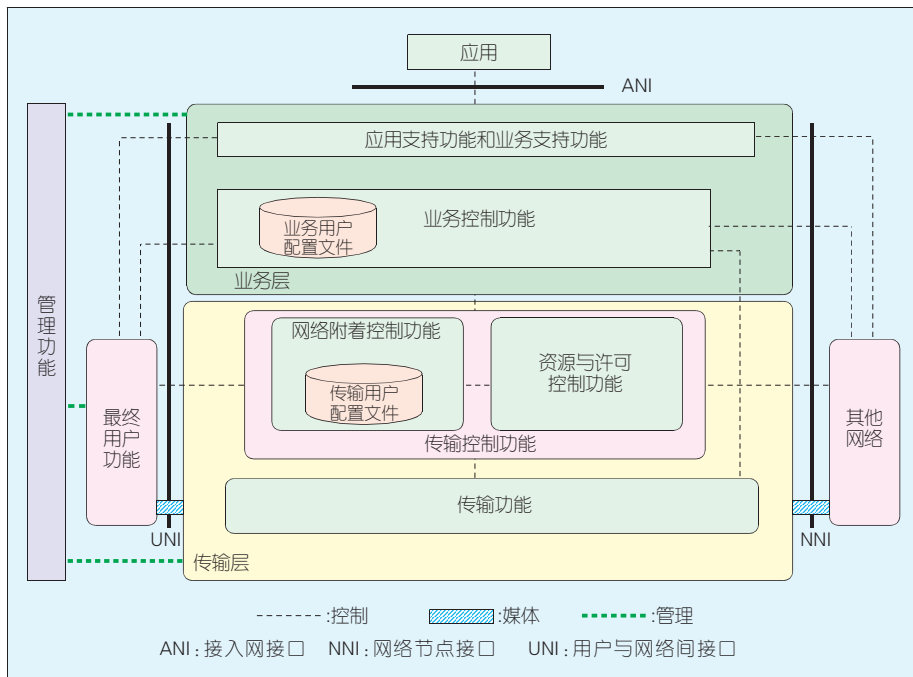 应用
ANI
应用支持功能和业务支持功能
业务控制功能
业务用户
配置文件
业务层
管理功能
网络附着控制功能
传输用户
配置文件
资源与许可
控制功能
传输控制功能
最终
用户
功能
其他
网络
传输功能
UNI
NNI
传输层
:控制
:媒体
:管理
ANI：接入网接口 NNI：网络节点接口 UNI：用户与网络间接口